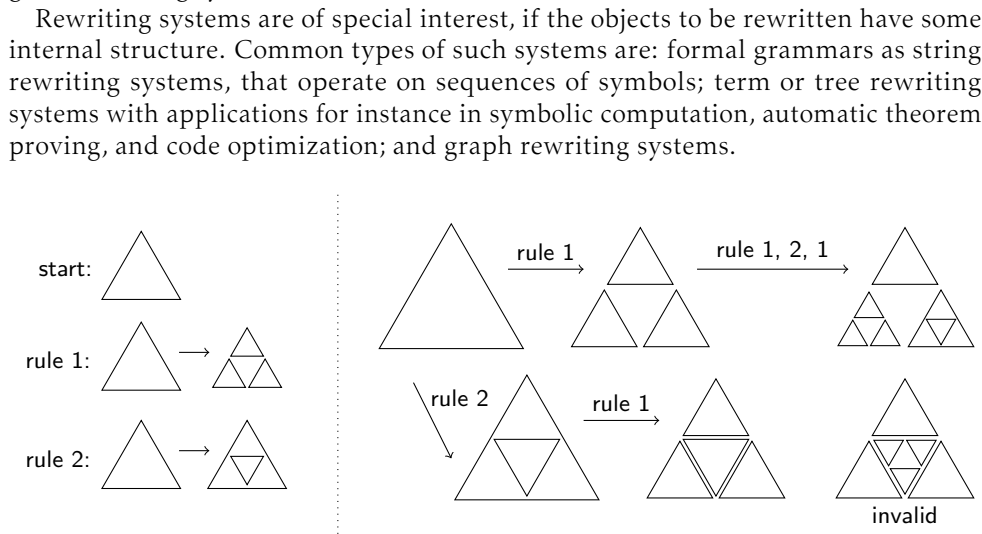 Rewriting systems are of special interest, if the objects to be rewritten have some
internal structure. Common types of such systems are: formal grammars as string
rewriting systems, that operate on sequences of symbols; term or tree rewriting
systems with applications for instance in symbolic computation, automatic theorem
proving, and code optimization; and graph rewriting systems.
start:
rule 1:
rule 2:
rule 1
rule 1, 2, 1
rule 2
rule 1
invalid